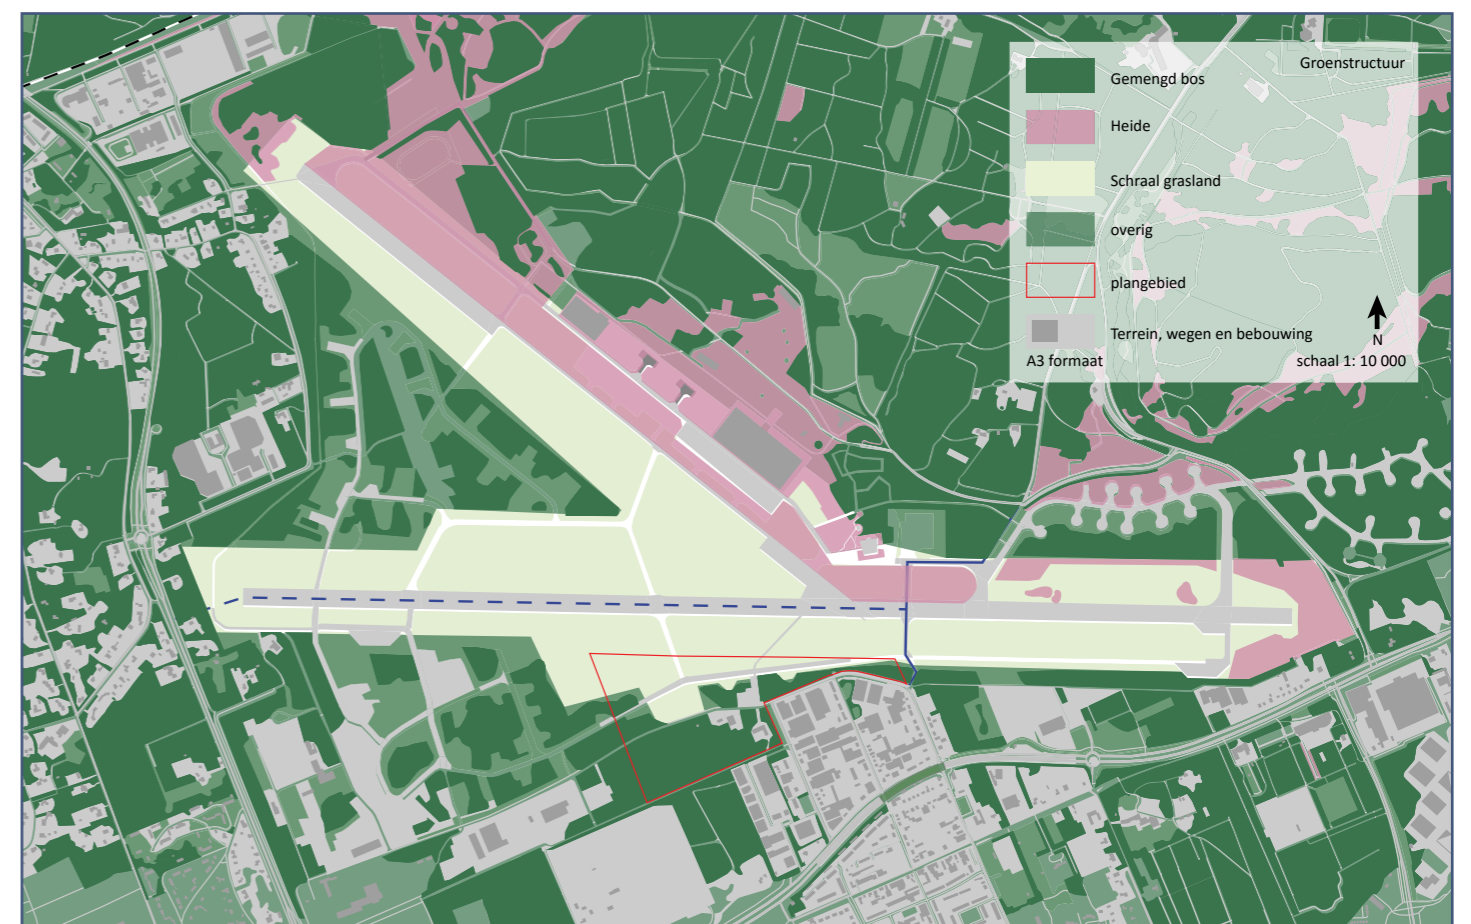 Groenstructuur
Gemengd bos
Heide
Schraal grasland
overig
plangebied
Terrein, wegen en bebouwing
N
A3 formaat
schaal 1: 10 000